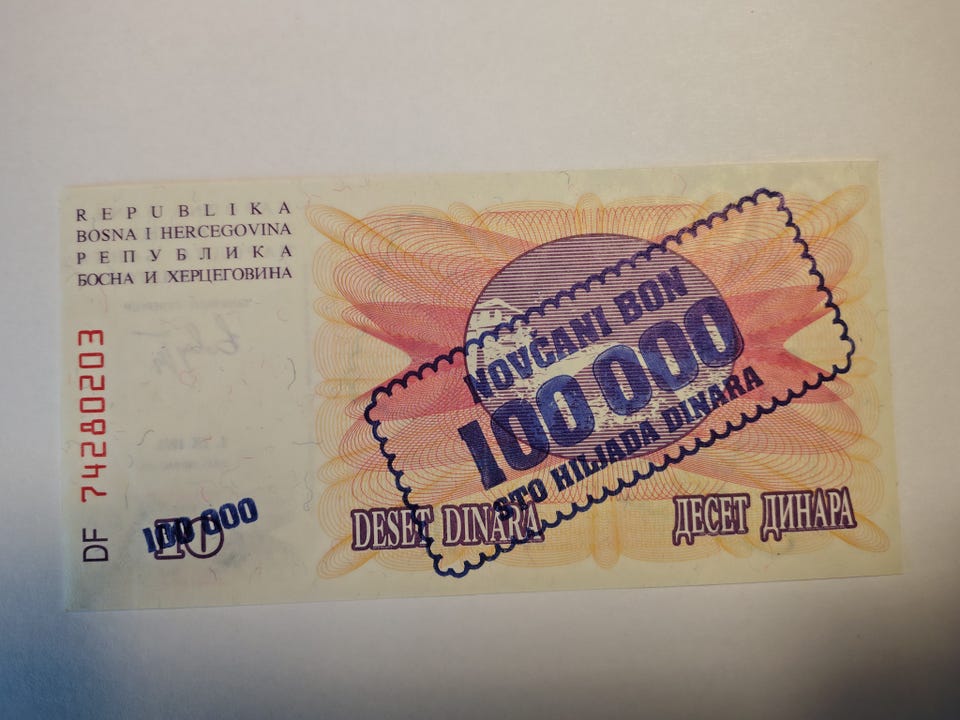 REPUBLIKA
BOSNA I HERCEGOVINA
РЕПУБЛИКА
БОСНА И ХЕРЦЕГОВИНА
NOVČANI BON
100 000
STO HILJADA DINARA
DF 74280203
100 000
10
DESET DINARA
ДЕСЕТ ДИНАРА